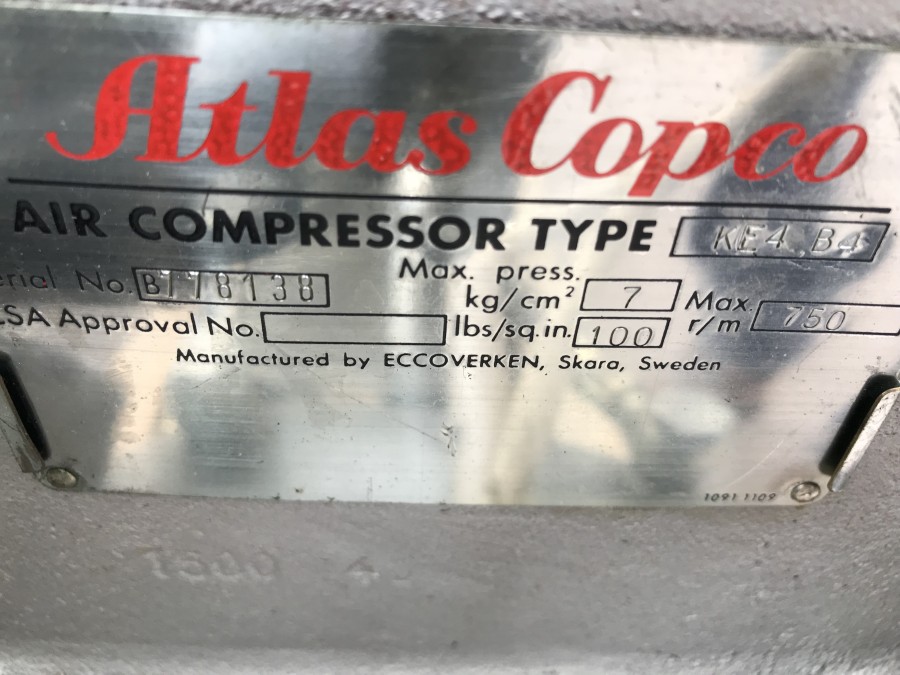 Atlas Copco
AIR COMPRESSOR TYPE KE4 B4
erial No. B778138
Max. press.
kg/cm² 7
Max. r/m 750
SA Approval No.
lbs/sq.in. 100
Manufactured by ECCOVERKEN, Skara, Sweden
1091 1109